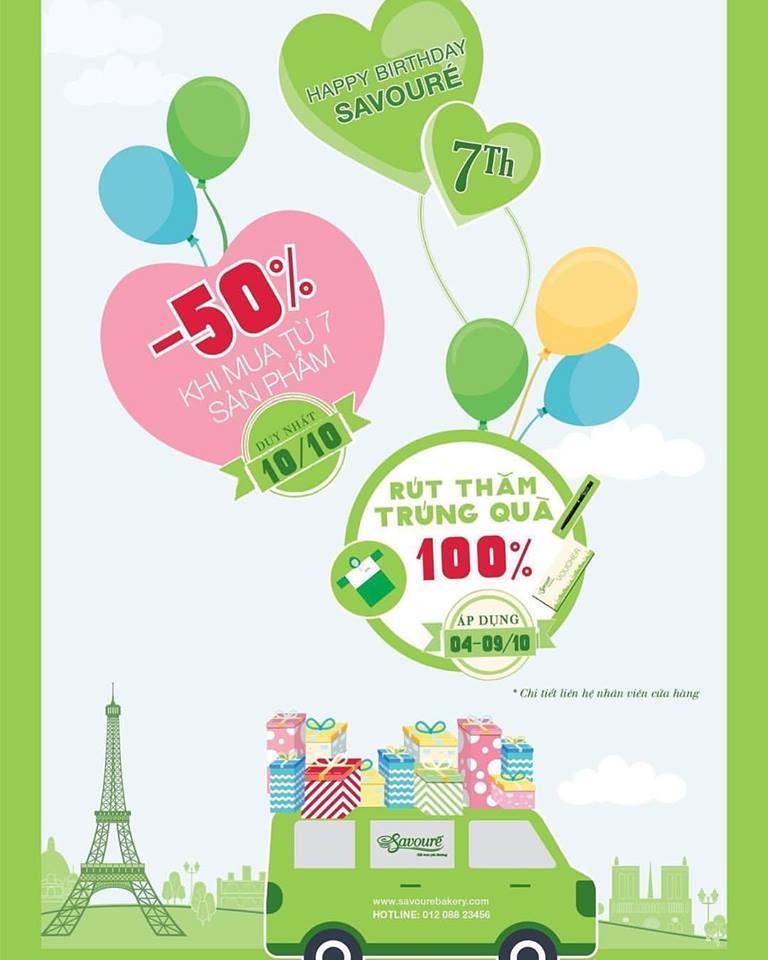 HAPPY BIRTHDAY
SAVOURÉ
7Th
-50%
KHI MUA TỪ 7
SẢN PHẨM
DUY NHẤT
10/10
RÚT THĂM
TRÚNG QUÀ
100%
Savouré
VOUCHER
ÁP DỤNG
04-09/10
* Chi tiết liên hệ nhân viên cửa hàng
Savouré
www.savourebakery.com
HOTLINE: 012 088 23456